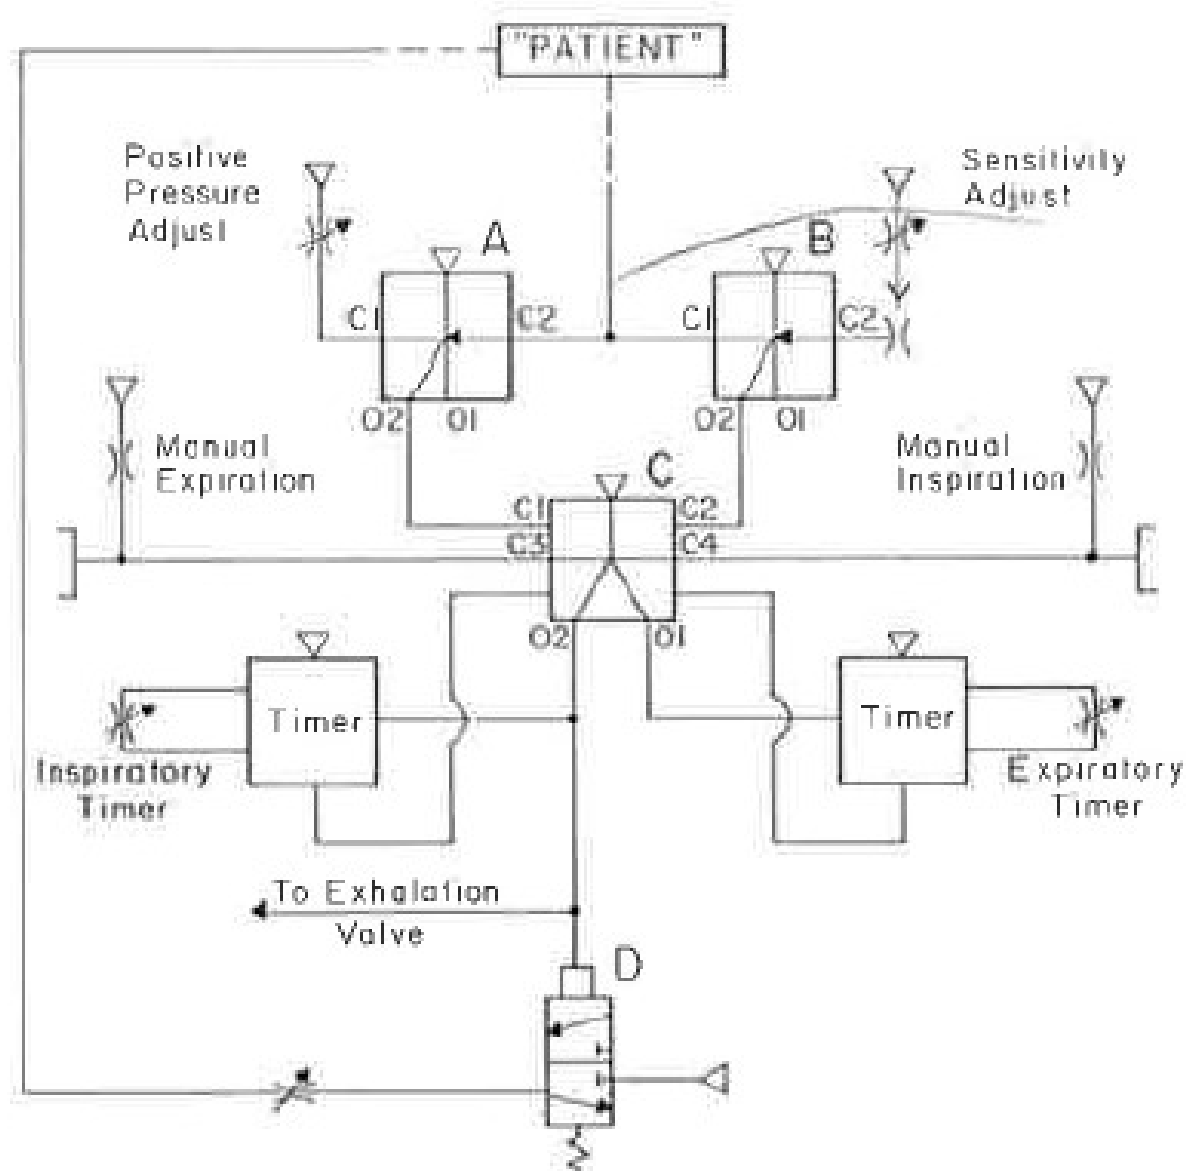 "PATIENT"
Positive
Pressure
Adjust
Sensitivity
Adjust
A
B
C1
C2
C1
C2
O2
O1
O2
O1
Manual
Expiration
Manual
Inspiration
C
C1
C2
C3
C4
O2
O1
Timer
Timer
Inspiratory
Timer
Expiratory
Timer
To Exhalation
Valve
D